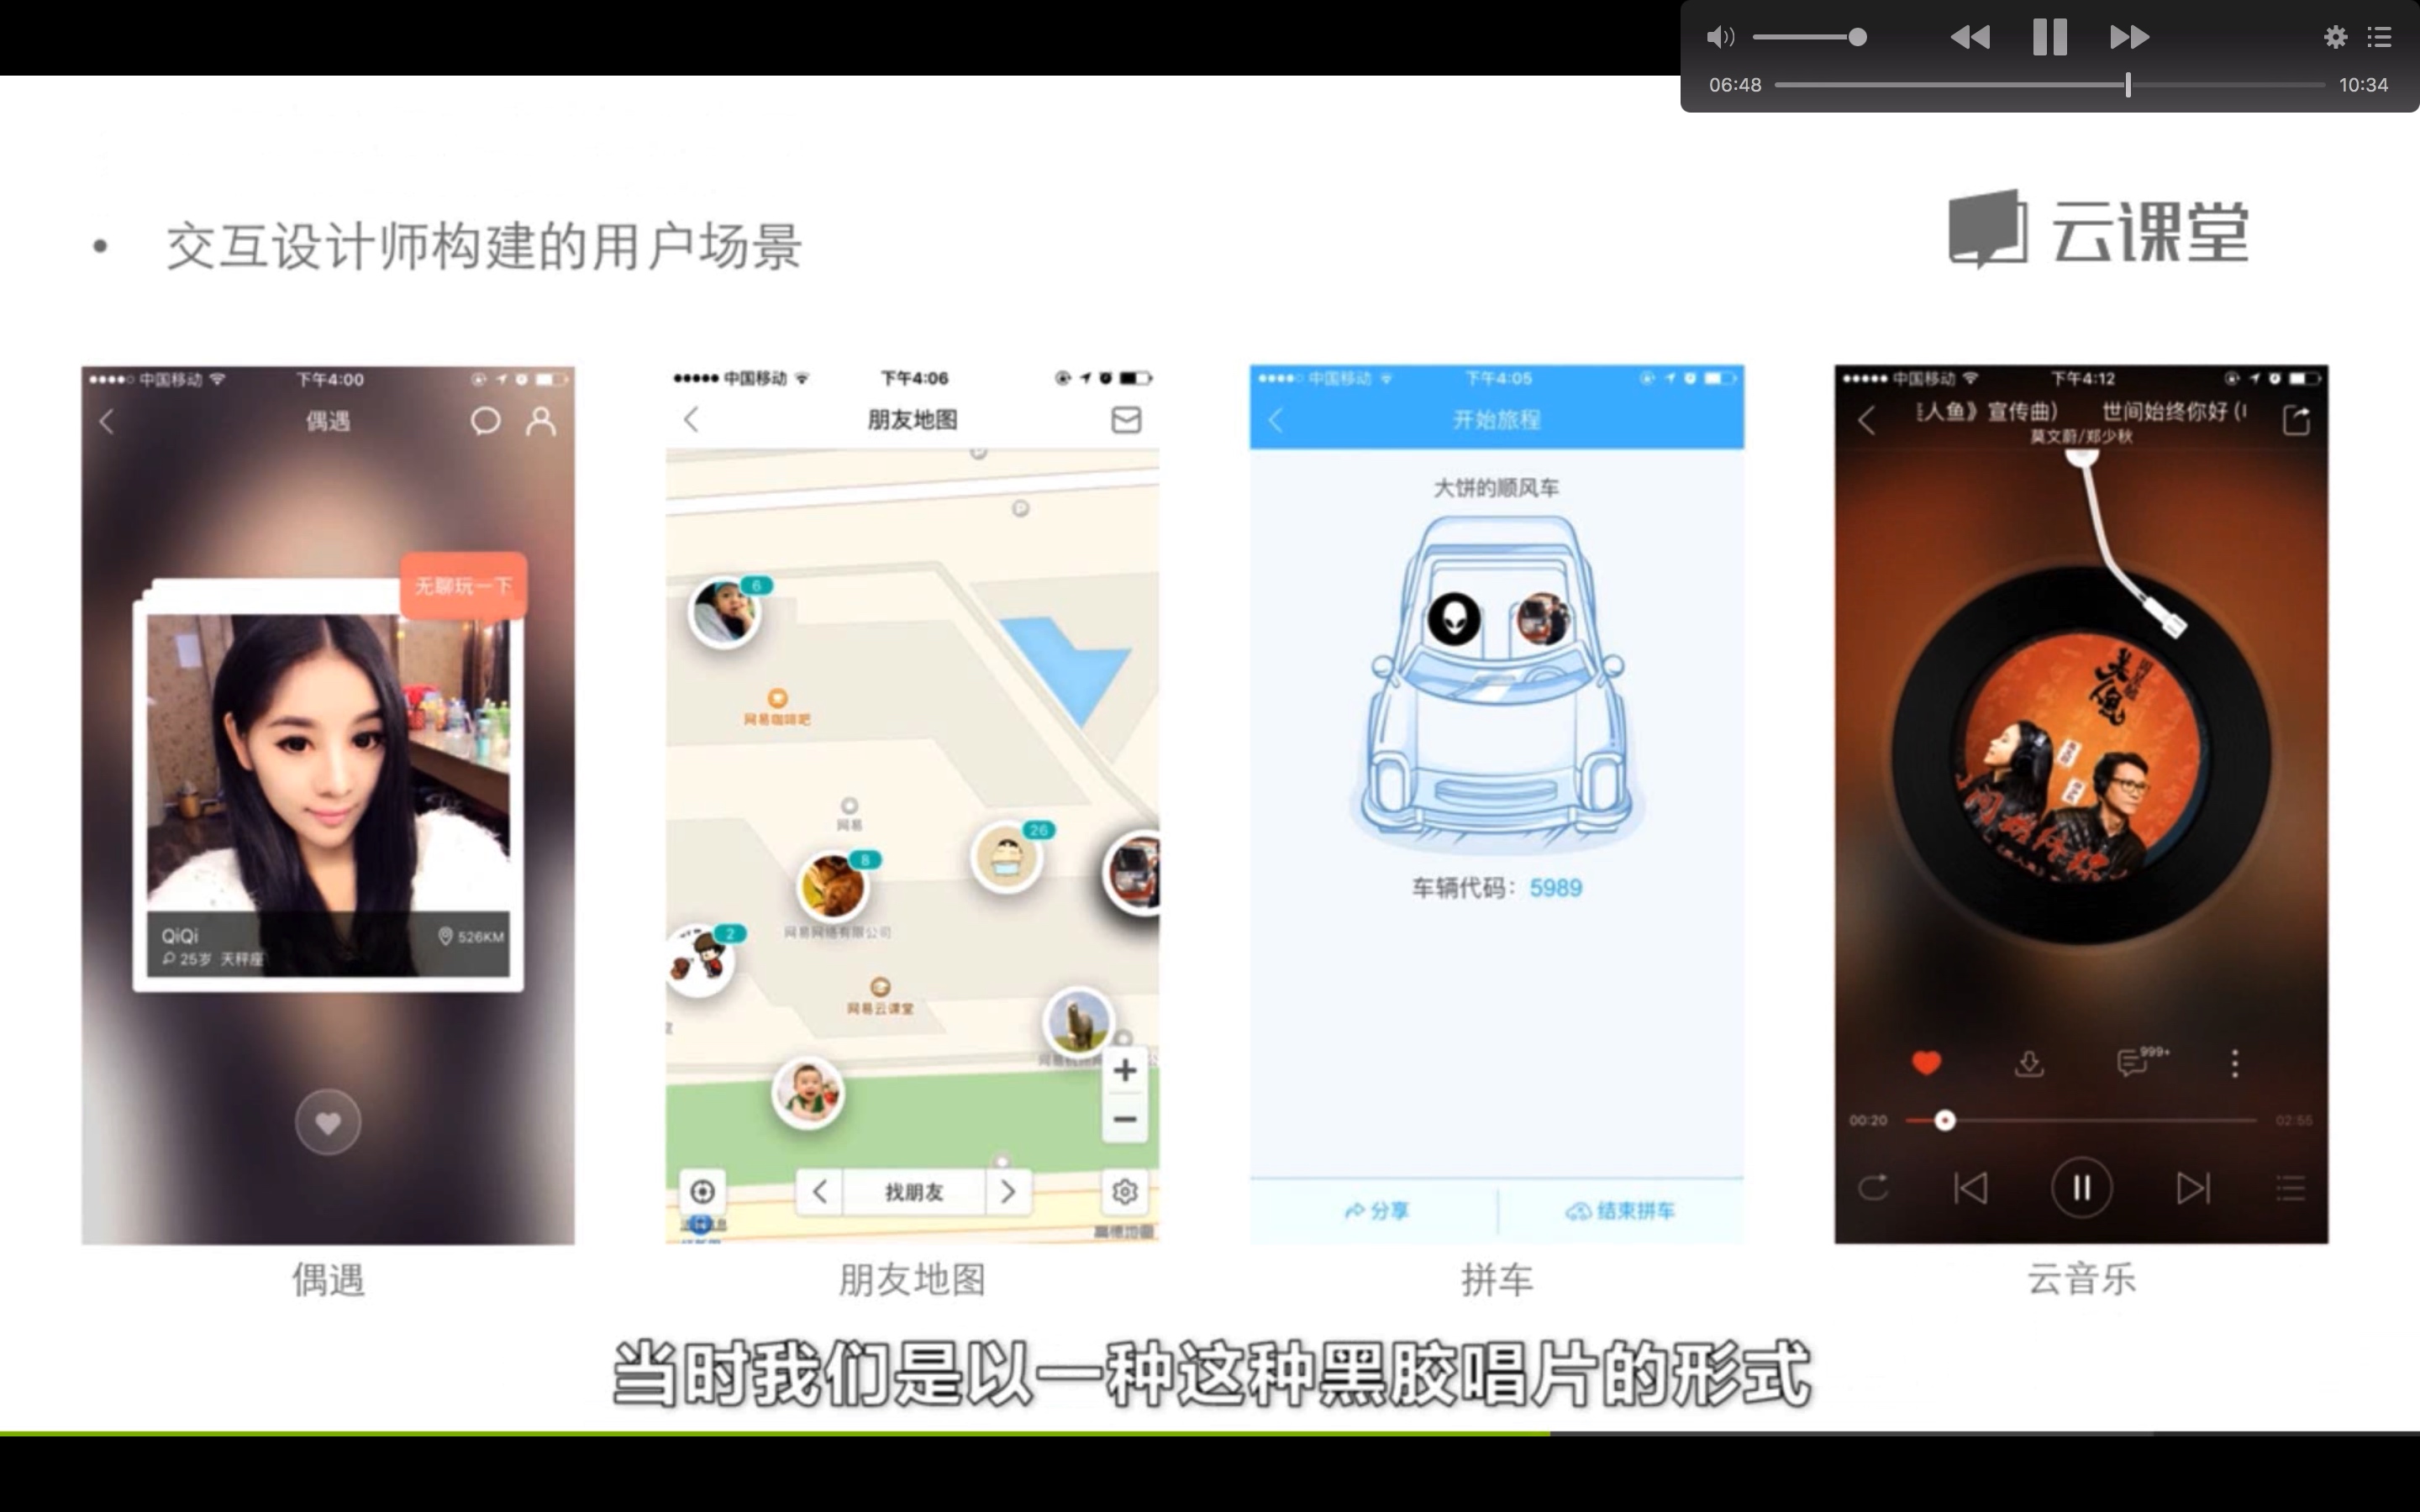 06:48
10:34
• 交互设计师构建的用户场景
云课堂
中国移动 下午4:00
偶遇
无聊玩一下
QiQi
526KM
25岁 天秤座
偶遇
中国移动 下午4:06
朋友地图
6
网易咖啡吧
网易
26
8
网易网络有限公司
2
网易云课堂
找朋友
高德地图
朋友地图
中国移动 下午4:05
开始旅程
大饼的顺风车
车辆代码：5989
分享
结束拼车
拼车
中国移动 下午4:12
人鱼》宣传曲） 世间始终你好 (
莫文蔚/郑少秋
999+
00:20
02:55
云音乐
当时我们是以一种这种黑胶唱片的形式